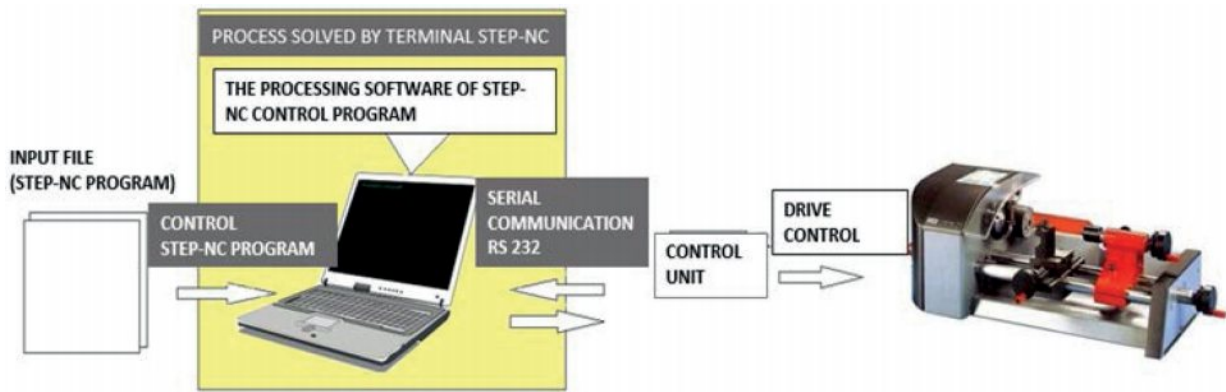 PROCESS SOLVED BY TERMINAL STEP-NC
THE PROCESSING SOFTWARE OF STEP-
NC CONTROL PROGRAM
INPUT FILE
(STEP-NC PROGRAM)
CONTROL
STEP-NC PROGRAM
SERIAL
COMMUNICATION
RS 232
CONTROL
UNIT
DRIVE
CONTROL